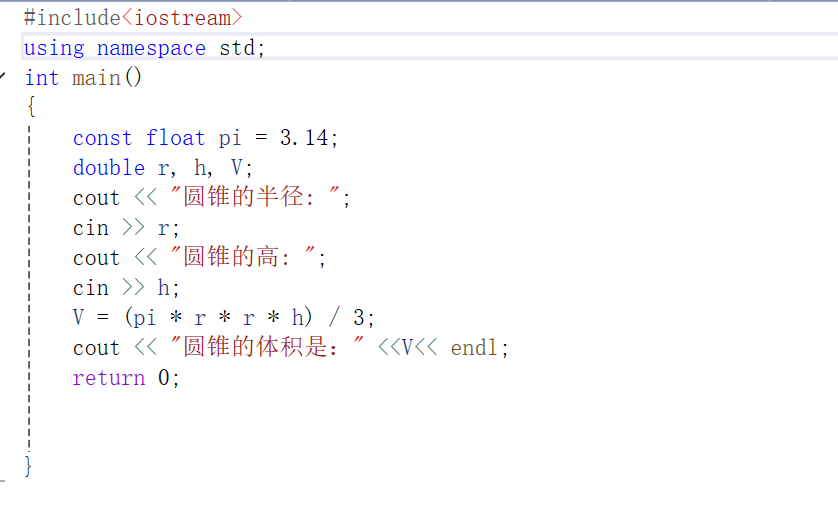 #include<iostream>
using namespace std;
int main()
{
const float pi = 3.14;
double r, h, V;
cout << "圆锥的半径: ";
cin >> r;
cout << "圆锥的高: ";
cin >> h;
V = (pi * r * r * h) / 3;
cout << "圆锥的体积是: " <<V<< endl;
return 0;
}